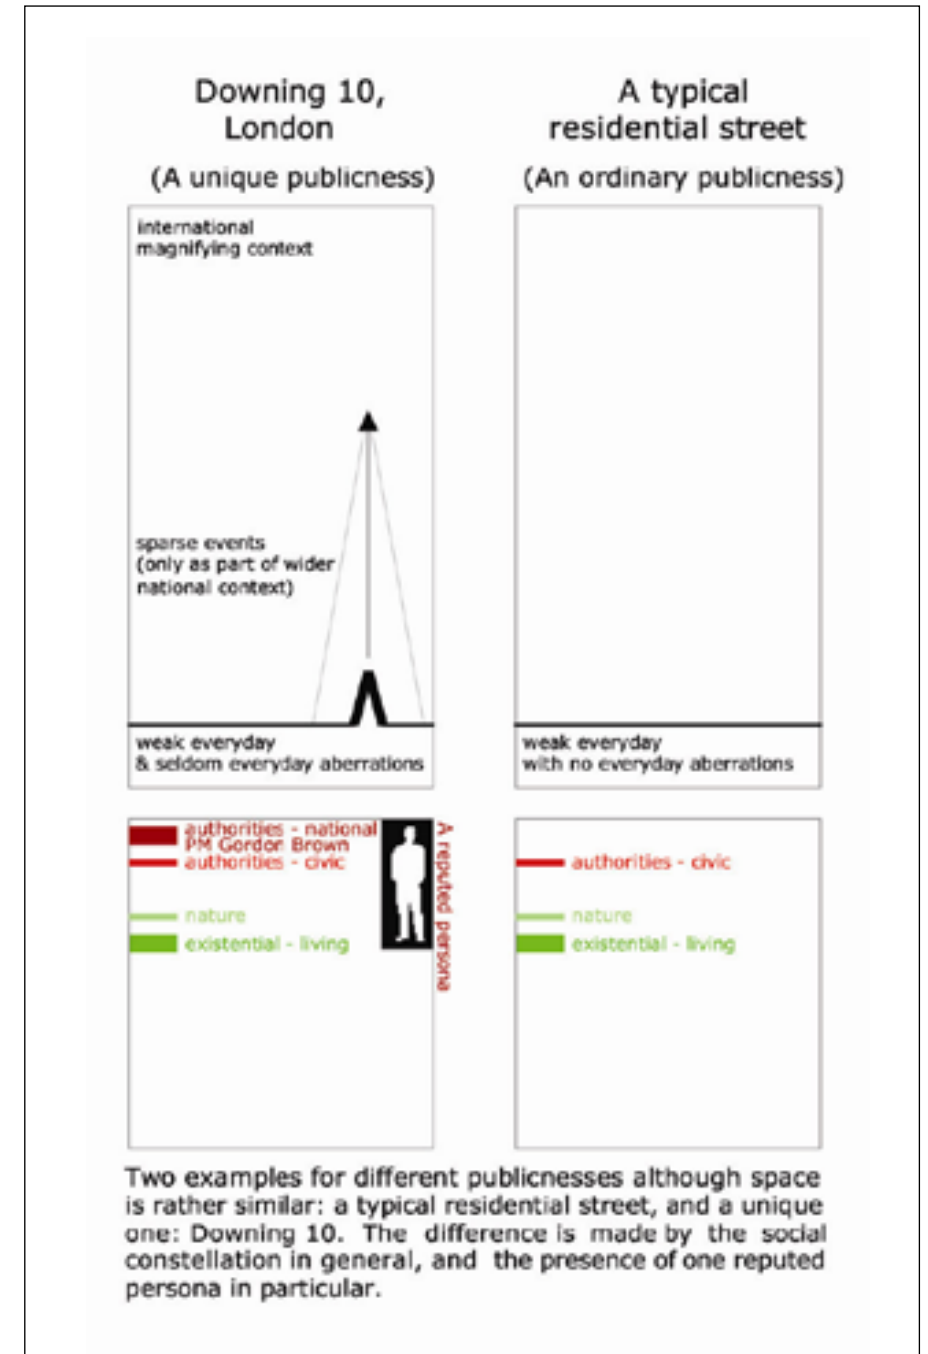 Downing 10,
London
(A unique publicness)
international
magnifying context
sparse events
(only as part of wider
national context)
weak everyday
& seldom everyday aberrations
authorities - national
PM Gordon Brown
authorities - civic
nature
existential - living
A reputed persona
A typical
residential street
(An ordinary publicness)
weak everyday
with no everyday aberrations
authorities - civic
nature
existential - living
Two examples for different publicnesses although space
is rather similar: a typical residential street, and a unique
one: Downing 10. The difference is made by the social
constellation in general, and the presence of one reputed
persona in particular.